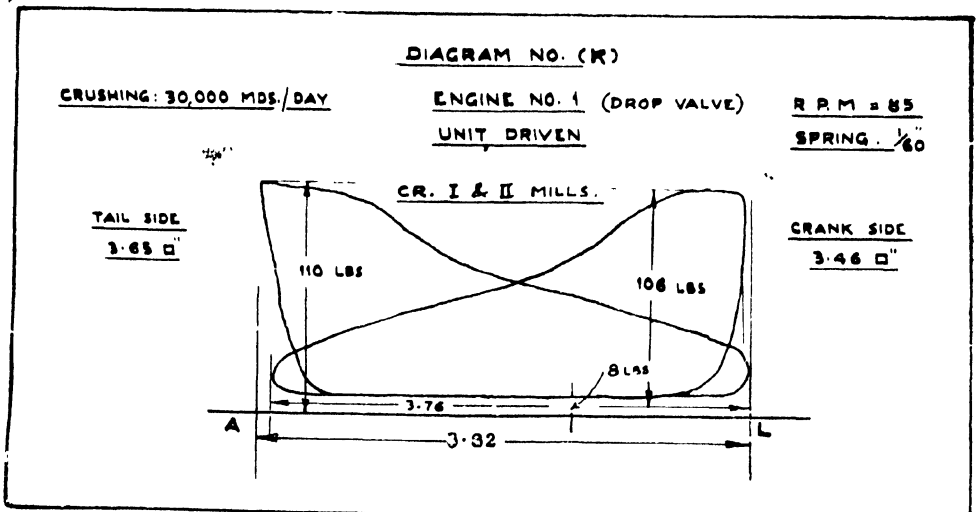 DIAGRAM NO. (K)
CRUSHING: 30,000 MDS./DAY
ENGINE NO. 1 (DROP VALVE)
UNIT DRIVEN
R.P.M = 85
SPRING. 1/60"
CR. I & II MILLS.
TAIL SIDE
3.65 □"
CRANK SIDE
3.46 □"
110 LBS
106 LBS
8 LBS
3.76
A
L
3.82